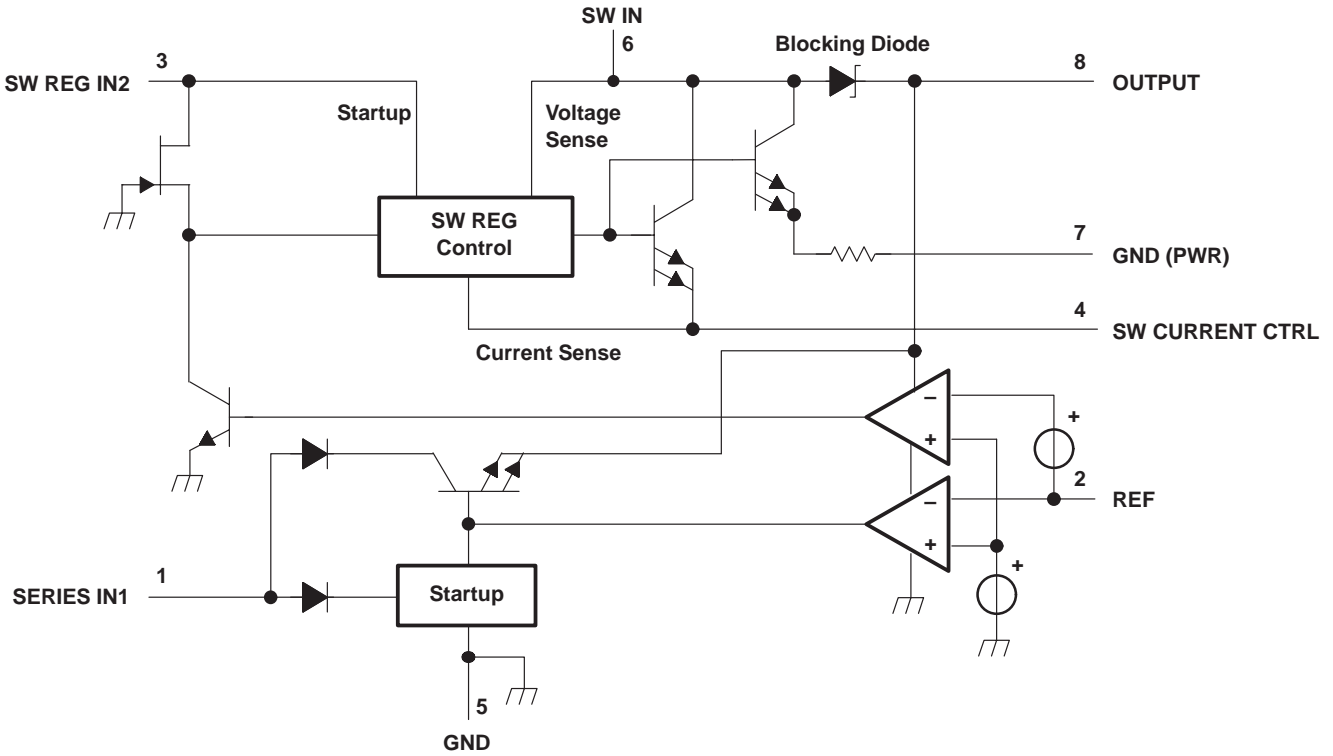 SW IN
6
Blocking Diode
3
8
SW REG IN2
OUTPUT
Startup
Voltage
Sense
SW REG
Control
7
GND (PWR)
4
SW CURRENT CTRL
Current Sense
−
+
+
2
REF
−
+
+
1
SERIES IN1
Startup
5
GND